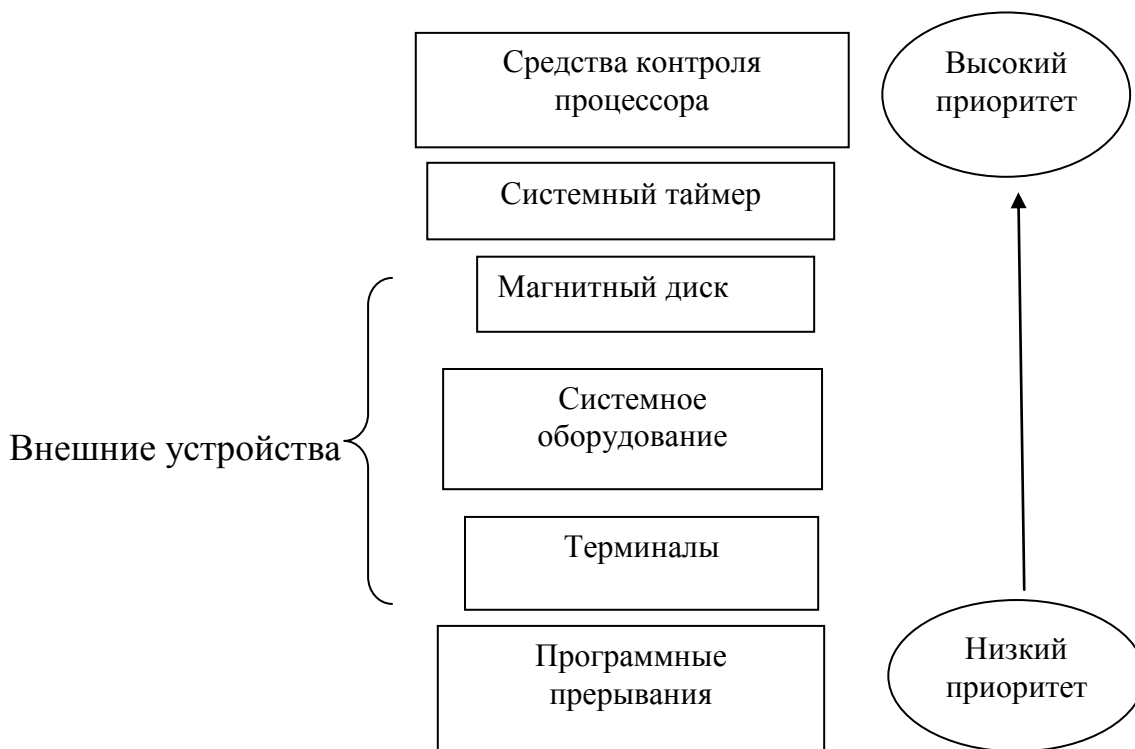 Средства контроля
процессора
Высокий
приоритет
Системный таймер
Магнитный диск
Системное
оборудование
Внешние устройства
Терминалы
Программные
прерывания
Низкий
приоритет